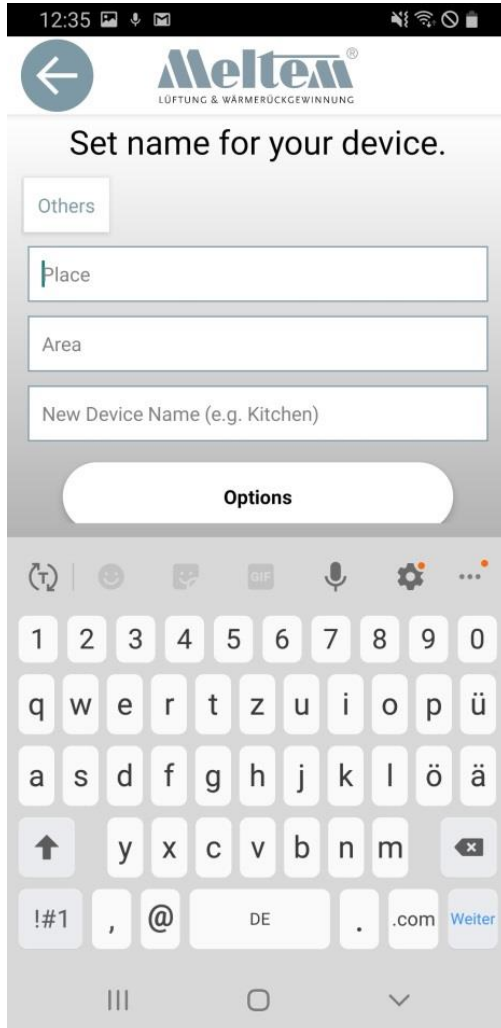 12:35
Meltem®
LÜFTUNG & WÄRMERÜCKGEWINNUNG
Set name for your device.
Others
Place
Area
New Device Name (e.g. Kitchen)
Options
T GIF
1 2 3 4 5 6 7 8 9 0
q w e r t z u i o p ü
a s d f g h j k l ö ä
y x c v b n m
!#1 , @ DE . .com Weiter